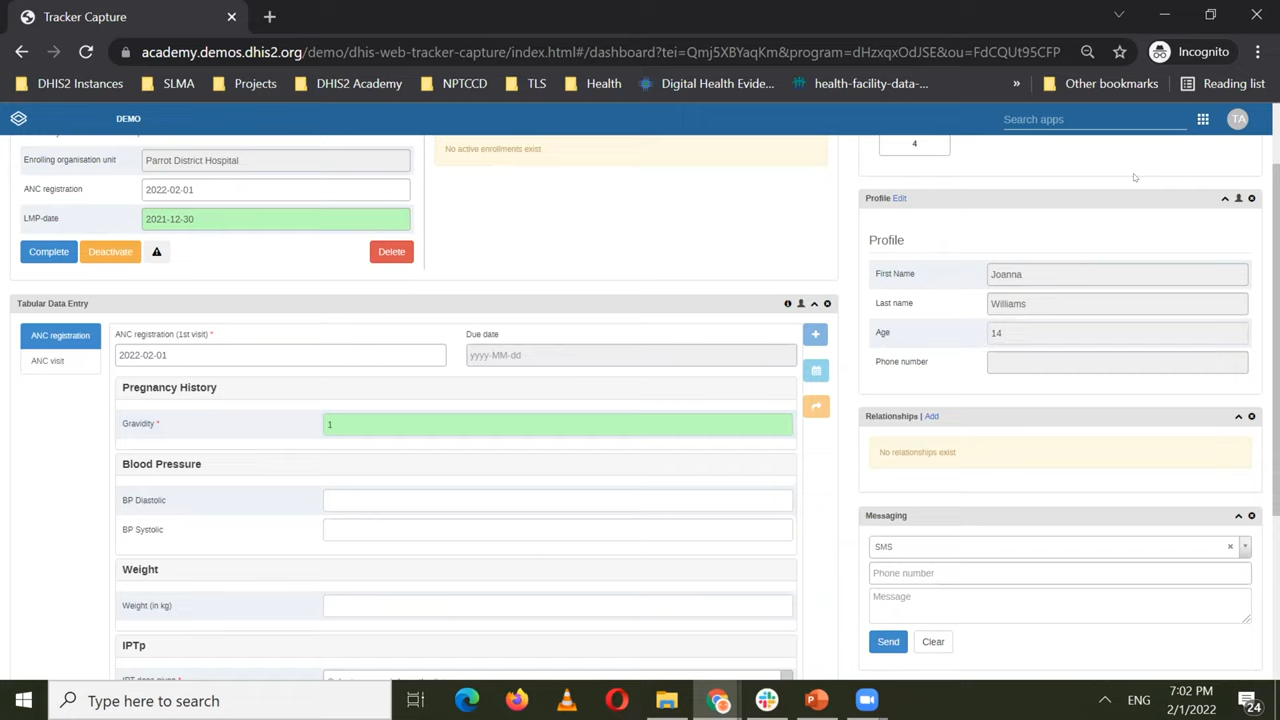 Tracker Capture
academy.demos.dhis2.org/demo/dhis-web-tracker-capture/index.html#/dashboard?tei=Qmj5XBYaqKm&program=dHzxqxOdJSE&ou=FdCQUt95CFP
Incognito
DHIS2 Instances SLMA Projects DHIS2 Academy NPTCCD TLS Health Digital Health Evide... health-facility-data-... » Other bookmarks Reading list
DEMO Search apps TA
Enrolling organisation unit Parrot District Hospital
ANC registration 2022-02-01
LMP-date 2021-12-30
Complete Deactivate Delete
No active enrollments exist
4
Tabular Data Entry
ANC registration
ANC visit
ANC registration (1st visit) * Due date
2022-02-01 yyyy-MM-dd
Pregnancy History
Gravidity * 1
Blood Pressure
BP Diastolic
BP Systolic
Weight
Weight (in kg)
IPTp
Profile Edit
Profile
First Name Joanna
Last name Williams
Age 14
Phone number
Relationships | Add
No relationships exist
Messaging
SMS
Phone number
Message
Send Clear
Type here to search
ENG
7:02 PM
2/1/2022
24